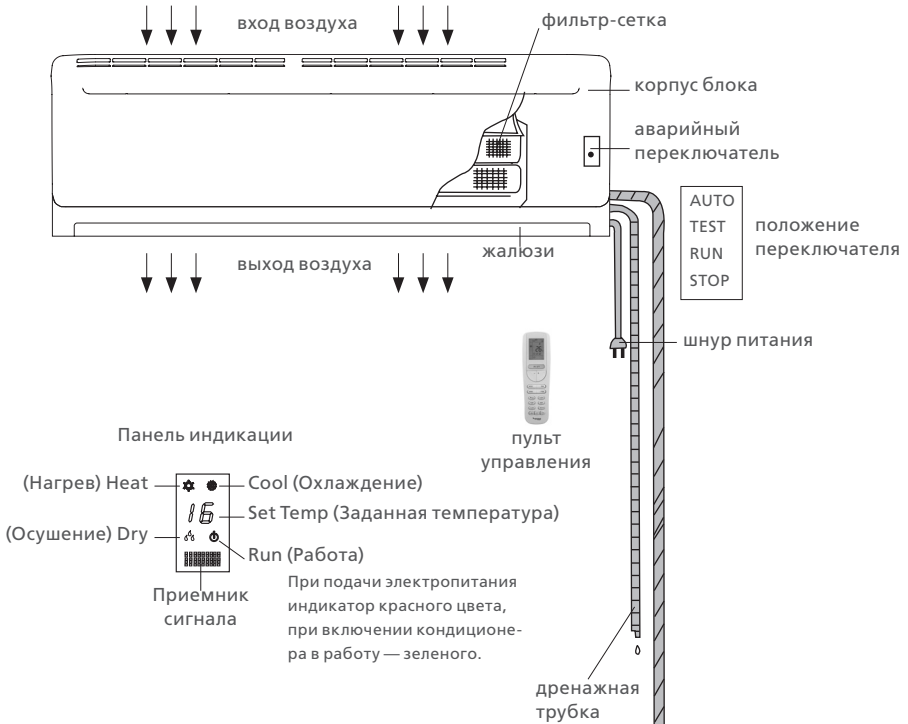 вход воздуха
фильтр-сетка
корпус блока
аварийный
переключатель
AUTO
TEST
RUN
STOP
положение
переключателя
жалюзи
выход воздуха
шнур питания
пульт
управления
Панель индикации
(Нагрев) Heat
Cool (Охлаждение)
16
Set Temp (Заданная температура)
(Осушение) Dry
Run (Работа)
Приемник
сигнала
При подачи электропитания
индикатор красного цвета,
при включении кондиционе-
ра в работу — зеленого.
дренажная
трубка